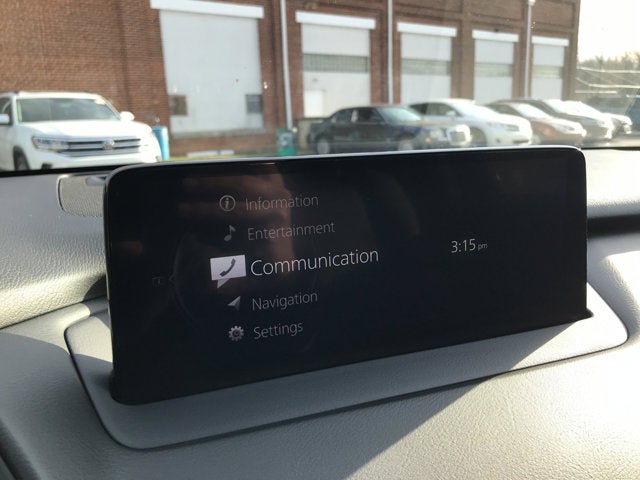 Information
Entertainment
Communication
3:15 pm
Navigation
Settings